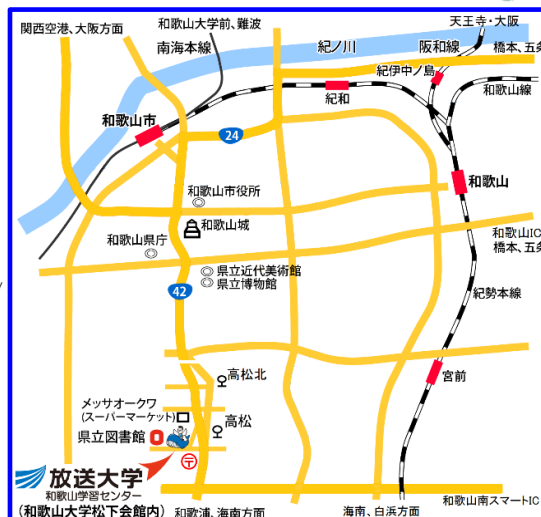 天王寺・大阪
関西空港、大阪方面
和歌山大学前、難波
南海本線
紀ノ川
阪和線
橋本、五条
紀伊中ノ島
和歌山線
紀和
和歌山市
24
和歌山
和歌山市役所
和歌山城
和歌山県庁
和歌山IC
橋本、五条
県立近代美術館
県立博物館
42
紀勢本線
宮前
高松北
メッサオークワ
(スーパーマーケット)
高松
県立図書館
放送大学
和歌山学習センター
(和歌山大学松下会館内)
和歌浦、海南方面
海南、白浜方面
和歌山南スマートIC